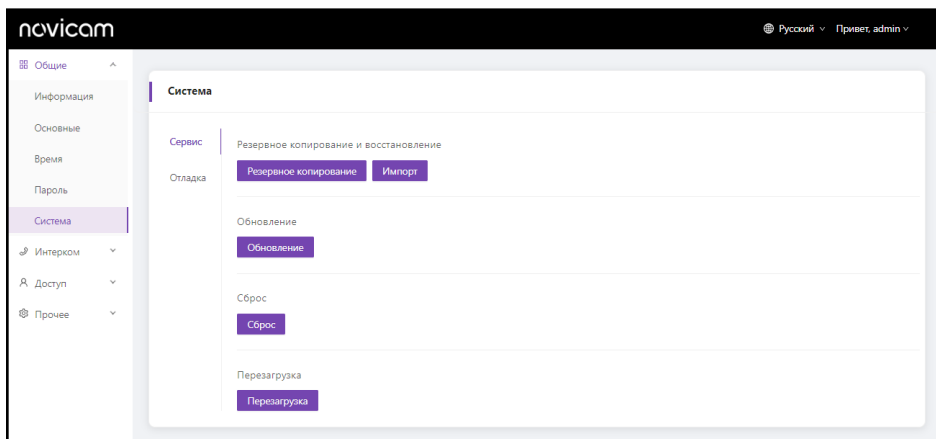 novicam
Русский Привет, admin
Общие
Информация
Основные
Время
Пароль
Система
Интерком
Доступ
Прочее
Система
Сервис
Отладка
Резервное копирование и восстановление
Резервное копирование Импорт
Обновление
Обновление
Сброс
Сброс
Перезагрузка
Перезагрузка